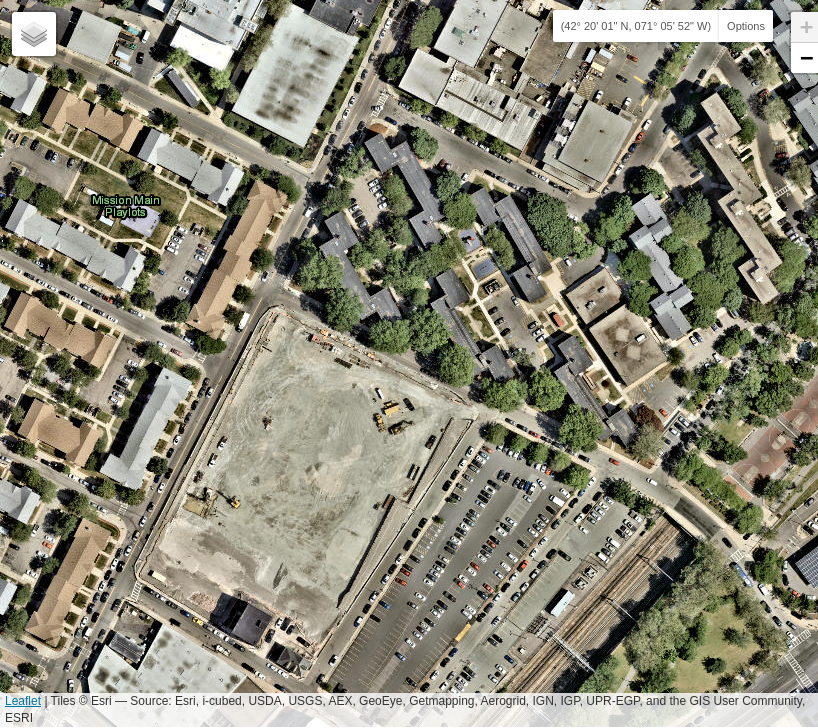 (42° 20' 01" N, 071° 05' 52" W) Options
+
−
Mission Main
Playlots
Leaflet | Tiles © Esri — Source: Esri, i-cubed, USDA, USGS, AEX, GeoEye, Getmapping, Aerogrid, IGN, IGP, UPR-EGP, and the GIS User Community,
ESRI